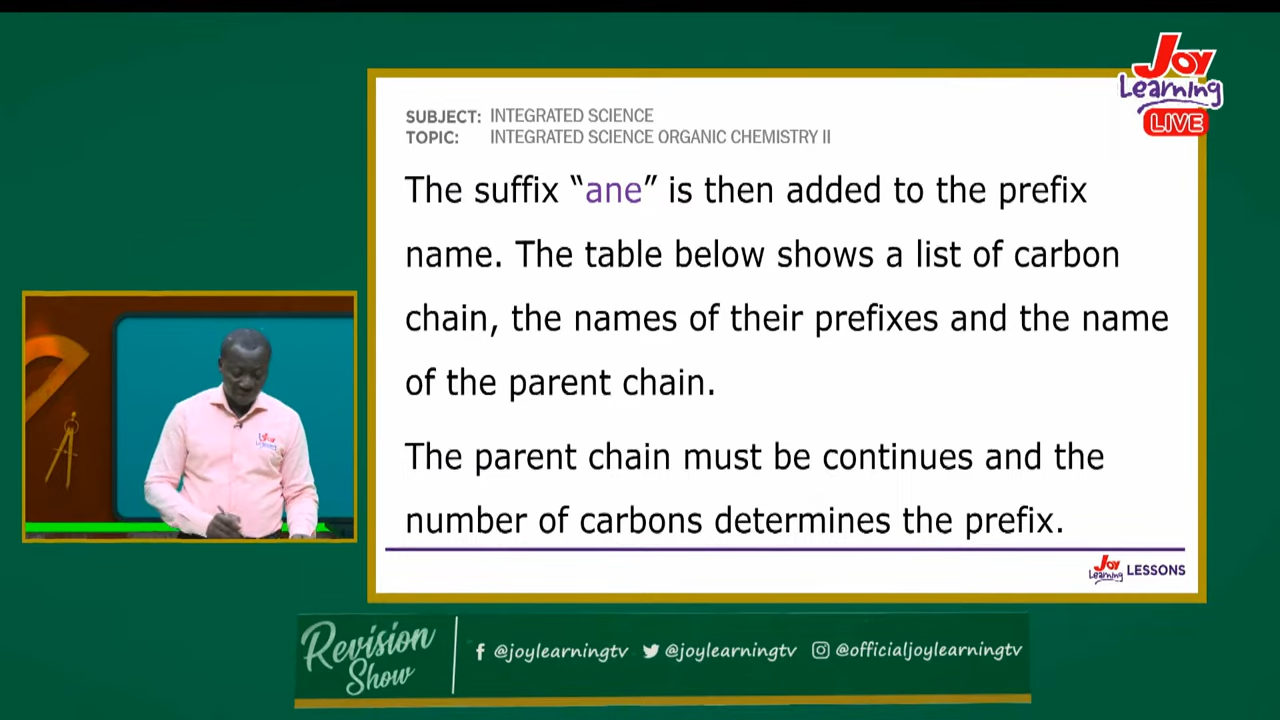 Joy
Learning
LIVE
SUBJECT: INTEGRATED SCIENCE
TOPIC: INTEGRATED SCIENCE ORGANIC CHEMISTRY II
The suffix “ane” is then added to the prefix
name. The table below shows a list of carbon
chain, the names of their prefixes and the name
of the parent chain.
The parent chain must be continues and the
number of carbons determines the prefix.
Joy Learning LESSONS
Joy Learning
Revision Show
@joylearningtv @joylearningtv @officialjoylearningtv